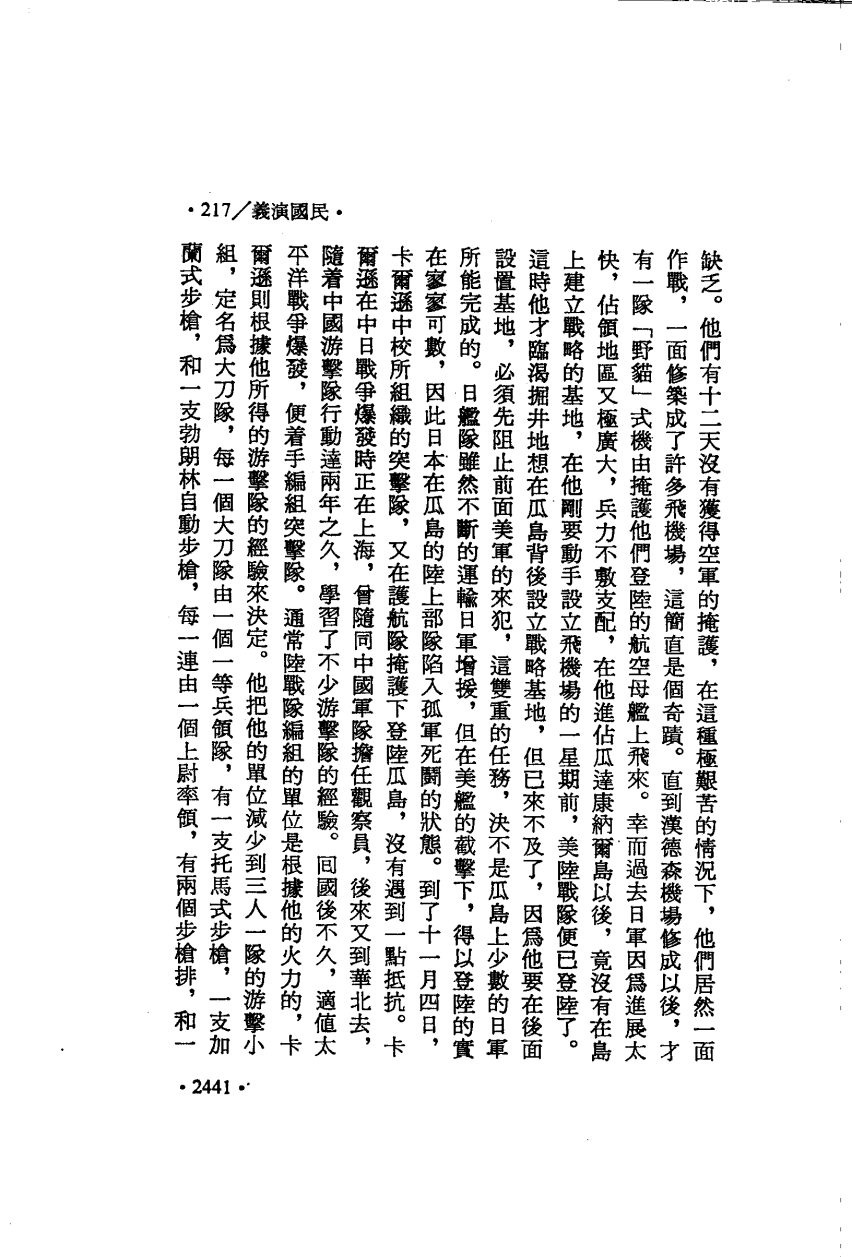 •217／義演國民•
缺乏。他們有十二天沒有獲得空軍的掩護，在這種極艱苦的情況下，他們居然一面
作戰，一面修築成了許多飛機場，這簡直是個奇蹟。直到漢德森機場修成以後，才
有一隊「野貓」式機由掩護他們登陸的航空母艦上飛來。幸而過去日軍因爲進展太
快，佔領地區又極廣大，兵力不敷支配，在他進佔瓜達康納爾島以後，竟沒有在島
上建立戰略的基地，在他剛要動手設立飛機場的一星期前，美陸戰隊便已登陸了。
這時他才臨渴掘井地想在瓜島背後設立戰略基地，但已來不及了，因爲他要在後面
設置基地，必須先阻止前面美軍的來犯，這雙重的任務，決不是瓜島上少數的日軍
所能完成的。日艦隊雖然不斷的運輸日軍增援，但在美艦的截擊下，得以登陸的實
在寥寥可數，因此日本在瓜島的陸上部隊陷入孤軍死鬪的狀態。到了十一月四日，
卡爾遜中校所組織的突擊隊，又在護航隊掩護下登陸瓜島，沒有遇到一點抵抗。卡
爾遜在中日戰爭爆發時正在上海，曾隨同中國軍隊擔任觀察員，後來又到華北去，
隨着中國游擊隊行動達兩年之久，學習了不少游擊隊的經驗。囘國後不久，適值太
平洋戰爭爆發，便着手編組突擊隊。通常陸戰隊編組的單位是根據他的火力的，卡
爾遜則根據他所得的游擊隊的經驗來決定。他把他的單位減少到三人一隊的游擊小
組，定名爲大刀隊，每一個大刀隊由一個一等兵領隊，有一支托馬式步槍，一支加
蘭式步槍，和一支勃朗林自動步槍，每一連由一個上尉率領，有兩個步槍排，和一
•2441•